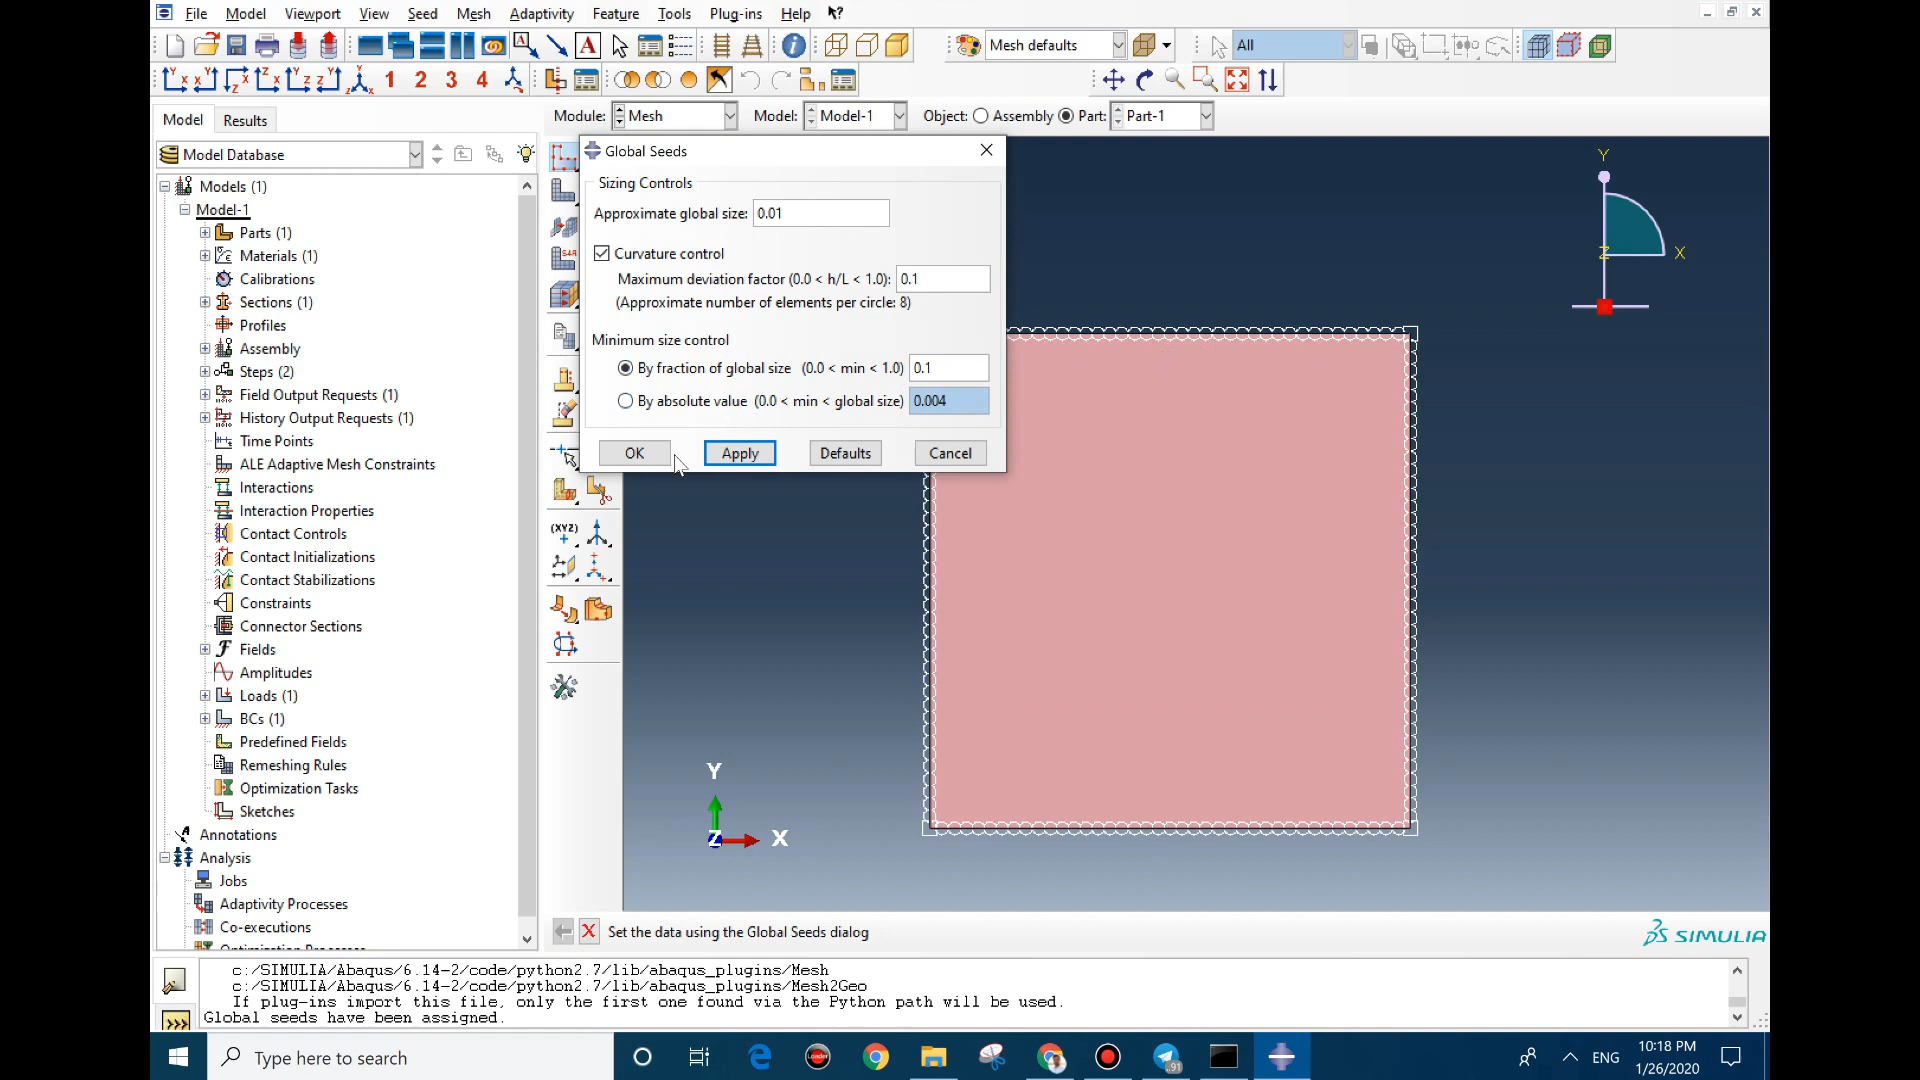 File Model Viewport View Seed Mesh Adaptivity Feature Tools Plug-ins Help
Mesh defaults All
1 2 3 4
Model Results
Module: Mesh Model: Model-1 Object: Assembly Part: Part-1
Model Database
Models (1)
Model-1
Parts (1)
Materials (1)
Calibrations
Sections (1)
Profiles
Assembly
Steps (2)
Field Output Requests (1)
History Output Requests (1)
Time Points
ALE Adaptive Mesh Constraints
Interactions
Interaction Properties
Contact Controls
Contact Initializations
Contact Stabilizations
Constraints
Connector Sections
Fields
Amplitudes
Loads (1)
BCs (1)
Predefined Fields
Remeshing Rules
Optimization Tasks
Sketches
Annotations
Analysis
Jobs
Adaptivity Processes
Co-executions
Optimization Processes
Global Seeds
Sizing Controls
Approximate global size: 0.01
Curvature control
Maximum deviation factor (0.0 < h/L < 1.0): 0.1
(Approximate number of elements per circle: 8)
Minimum size control
By fraction of global size (0.0 < min < 1.0) 0.1
By absolute value (0.0 < min < global size) 0.004
OK Apply Defaults Cancel
(XYZ)
Y
Z X
Y
Z X
Set the data using the Global Seeds dialog
SIMULIA
c:/SIMULIA/Abaqus/6.14-2/code/python2.7/lib/abaqus_plugins/Mesh
c:/SIMULIA/Abaqus/6.14-2/code/python2.7/lib/abaqus_plugins/Mesh2Geo
If plug-ins import this file, only the first one found via the Python path will be used.
Global seeds have been assigned.
>>>
Type here to search
Loader
91
ENG
10:18 PM
1/26/2020